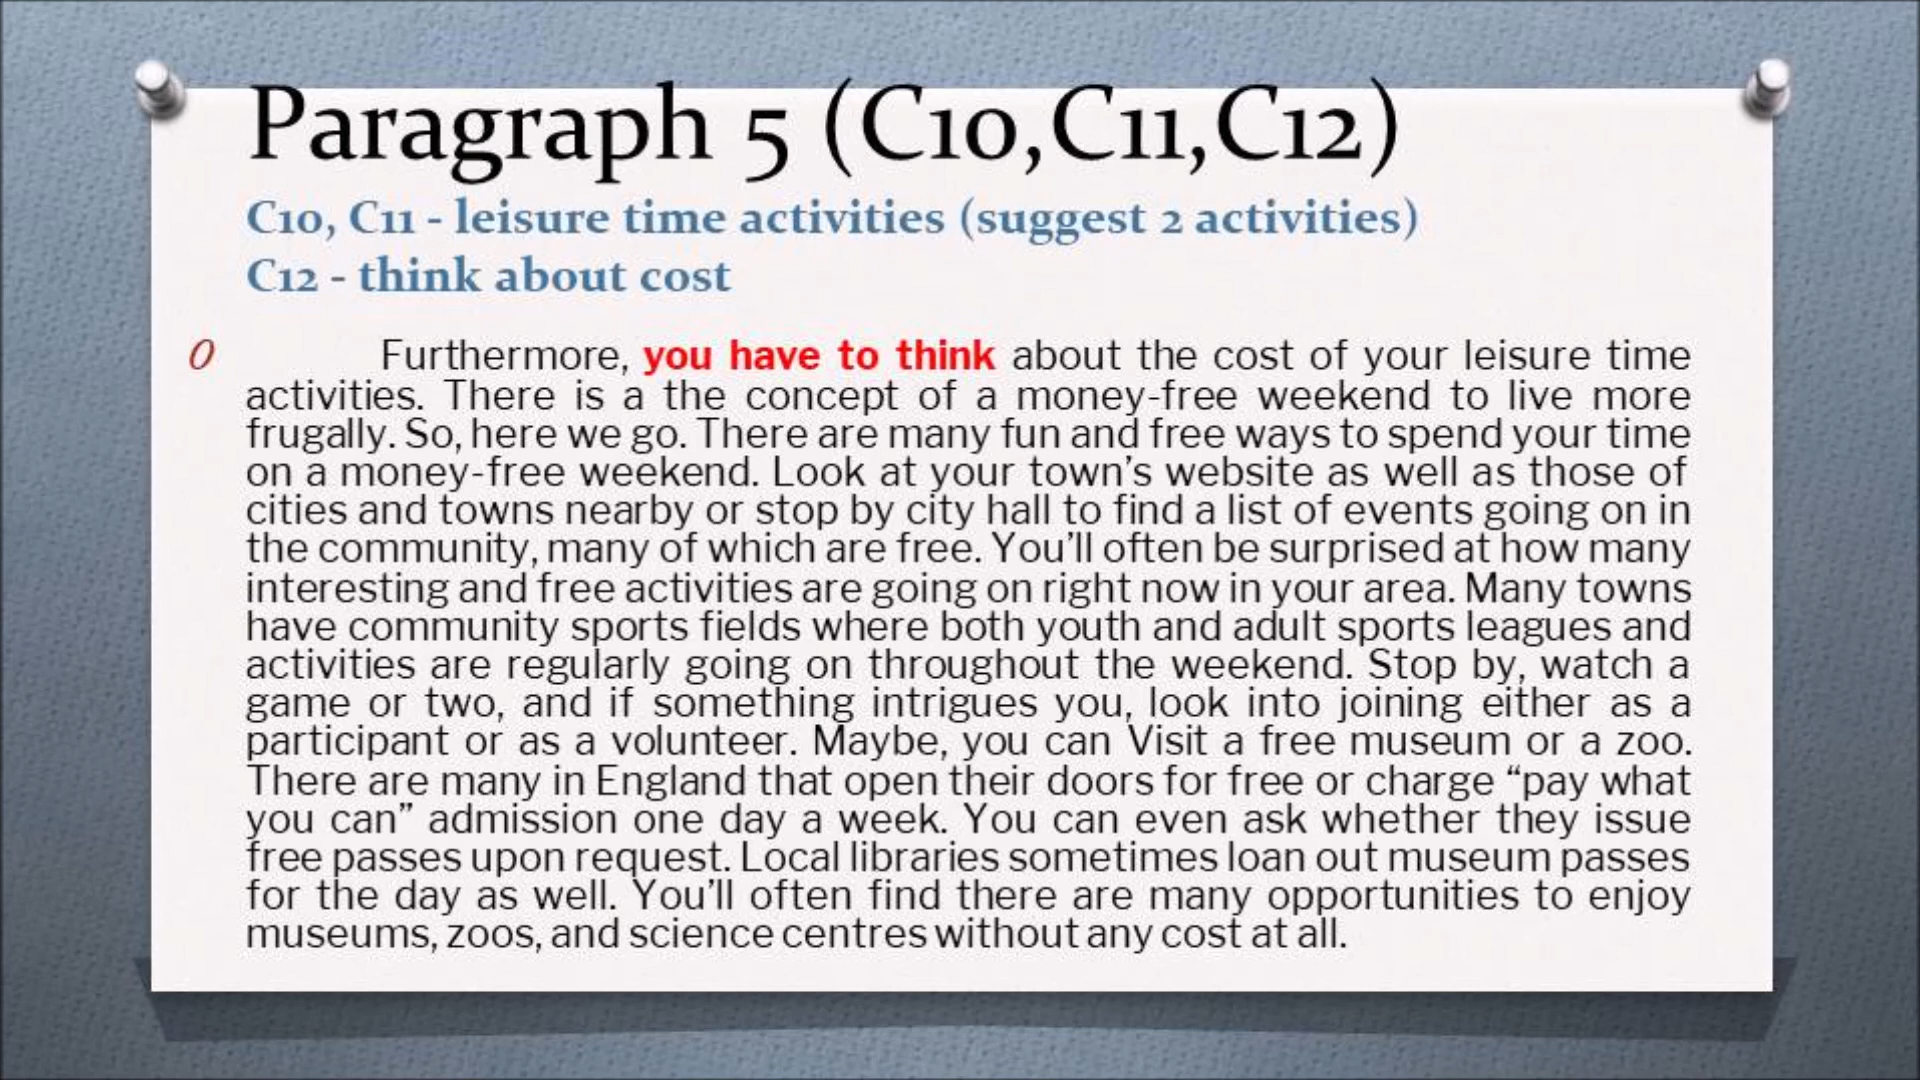 Paragraph 5 (C10,C11,C12)
C10, C11 - leisure time activities (suggest 2 activities)
C12 - think about cost
Furthermore, you have to think about the cost of your leisure time
activities. There is a the concept of a money-free weekend to live more
frugally. So, here we go. There are many fun and free ways to spend your time
on a money-free weekend. Look at your town’s website as well as those of
cities and towns nearby or stop by city hall to find a list of events going on in
the community, many of which are free. You’ll often be surprised at how many
interesting and free activities are going on right now in your area. Many towns
have community sports fields where both youth and adult sports leagues and
activities are regularly going on throughout the weekend. Stop by, watch a
game or two, and if something intrigues you, look into joining either as a
participant or as a volunteer. Maybe, you can Visit a free museum or a zoo.
There are many in England that open their doors for free or charge “pay what
you can” admission one day a week. You can even ask whether they issue
free passes upon request. Local libraries sometimes loan out museum passes
for the day as well. You’ll often find there are many opportunities to enjoy
museums, zoos, and science centres without any cost at all.